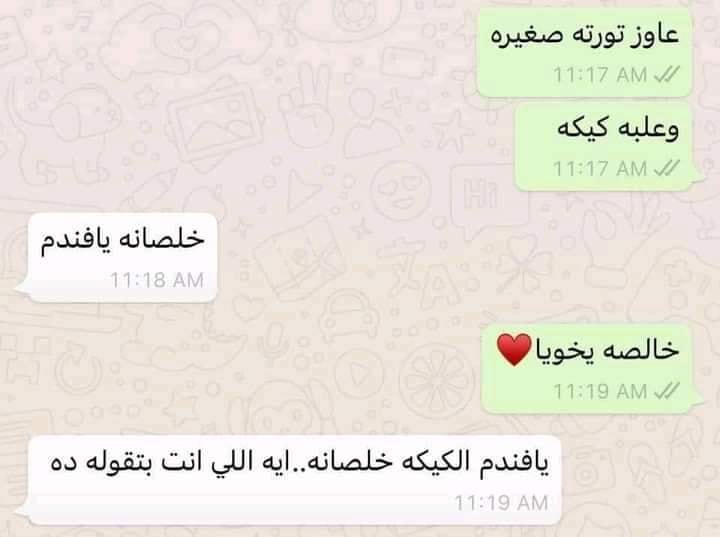 عاوز تورته صغيره
11:17 AM
وعلبه كيكه
11:17 AM
خلصانه يافندم
11:18 AM
خالصه يخويا❤️
11:19 AM
يافندم الكيكه خلصانه..ايه اللي انت بتقوله ده
11:19 AM